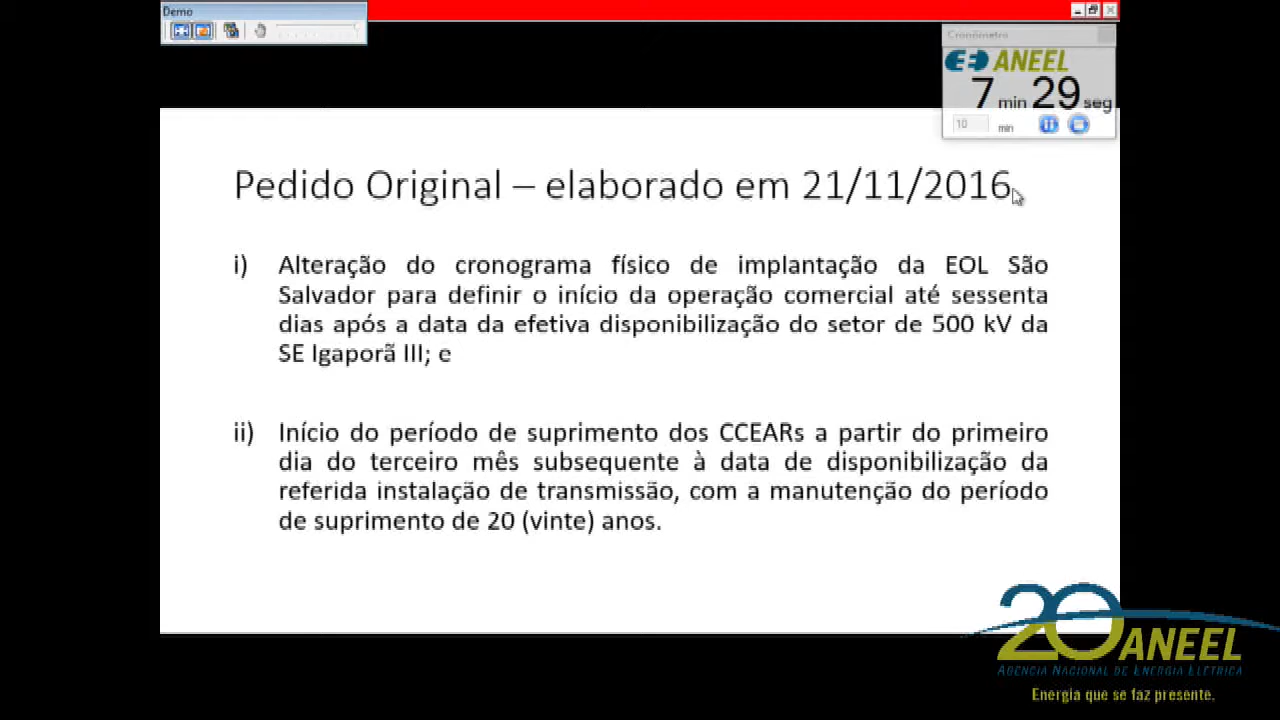 Demo
Cronômetro
ANEEL
7 min 29 seg
10 min
Pedido Original – elaborado em 21/11/2016
i) Alteração do cronograma físico de implantação da EOL São
Salvador para definir o início da operação comercial até sessenta
dias após a data da efetiva disponibilização do setor de 500 kV da
SE Igaporã III; e
ii) Início do período de suprimento dos CCEARs a partir do primeiro
dia do terceiro mês subsequente à data de disponibilização da
referida instalação de transmissão, com a manutenção do período
de suprimento de 20 (vinte) anos.
20 ANEEL
AGÊNCIA NACIONAL DE ENERGIA ELÉTRICA
Energia que se faz presente.